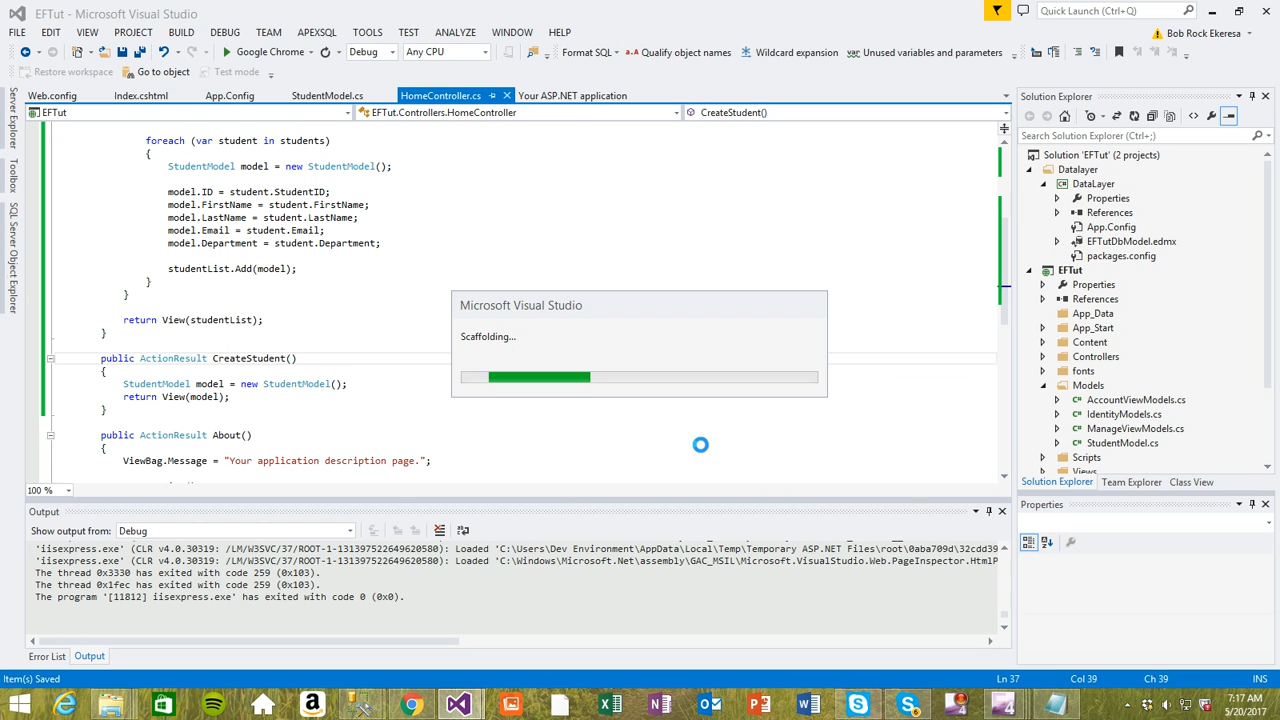 EFTut - Microsoft Visual Studio
Quick Launch (Ctrl+Q)
FILE EDIT VIEW PROJECT BUILD DEBUG TEAM APEXSQL TOOLS TEST ANALYZE WINDOW HELP
Bob Rock Ekeresa
Google Chrome Debug Any CPU Format SQL Qualify object names Wildcard expansion Unused variables and parameters
Restore workspace Go to object Test mode
Web.config Index.cshtml App.Config StudentModel.cs HomeController.cs Your ASP.NET application
EFTut EFTut.Controllers.HomeController CreateStudent()
foreach (var student in students)
{
StudentModel model = new StudentModel();
model.ID = student.StudentID;
model.FirstName = student.FirstName;
model.LastName = student.LastName;
model.Email = student.Email;
model.Department = student.Department;
studentList.Add(model);
}
}
return View(studentList);
}
public ActionResult CreateStudent()
{
StudentModel model = new StudentModel();
return View(model);
}
public ActionResult About()
{
ViewBag.Message = "Your application description page.";
100 %
Microsoft Visual Studio
Scaffolding...
Server Explorer
Toolbox
SQL Server Object Explorer
Solution Explorer
Search Solution Explorer (Ctrl+;)
Solution 'EFTut' (2 projects)
Datalayer
DataLayer
Properties
References
App.Config
EFTutDbModel.edmx
packages.config
EFTut
Properties
References
App_Data
App_Start
Content
Controllers
fonts
Models
AccountViewModels.cs
IdentityModels.cs
ManageViewModels.cs
StudentModel.cs
Scripts
Views
Solution Explorer Team Explorer Class View
Properties
Output
Show output from: Debug
'iisexpress.exe' (CLR v4.0.30319: /LM/W3SVC/37/ROOT-1-131397522649620580): Loaded 'C:\Users\Dev Environment\AppData\Local\Temp\Temporary ASP.NET Files\root\0aba709d\32cdd39
'iisexpress.exe' (CLR v4.0.30319: /LM/W3SVC/37/ROOT-1-131397522649620580): Loaded 'C:\Windows\Microsoft.Net\assembly\GAC_MSIL\Microsoft.VisualStudio.Web.PageInspector.HtmlP
The thread 0x3330 has exited with code 259 (0x103).
The thread 0x1fec has exited with code 259 (0x103).
The program '[11812] iisexpress.exe' has exited with code 0 (0x0).
Error List Output
Item(s) Saved Ln 37 Col 39 Ch 39 INS
7:17 AM
5/20/2017